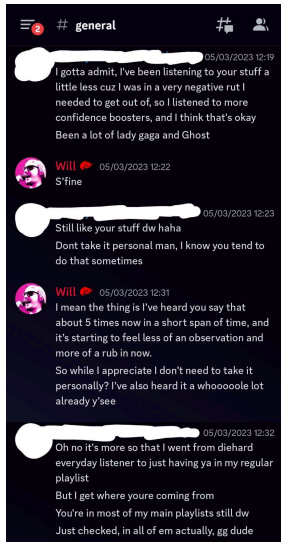 2
# general
05/03/2023 12:19
I gotta admit, I've been listening to your stuff a
little less cuz I was in a very negative rut I
needed to get out of, so I listened to more
confidence boosters, and I think that's okay
Been a lot of lady gaga and Ghost
Will 05/03/2023 12:22
S'fine
05/03/2023 12:23
Still like your stuff dw haha
Dont take it personal man, I know you tend to
do that sometimes
Will 05/03/2023 12:31
I mean the thing is I've heard you say that
about 5 times now in a short span of time, and
it's starting to feel less of an observation and
more of a rub in now.
So while I appreciate I don't need to take it
personally? I've also heard it a whooooole lot
already y'see
05/03/2023 12:32
Oh no it's more so that I went from diehard
everyday listener to just having ya in my regular
playlist
But I get where youre coming from
You're in most of my main playlists still dw
Just checked, in all of em actually, gg dude